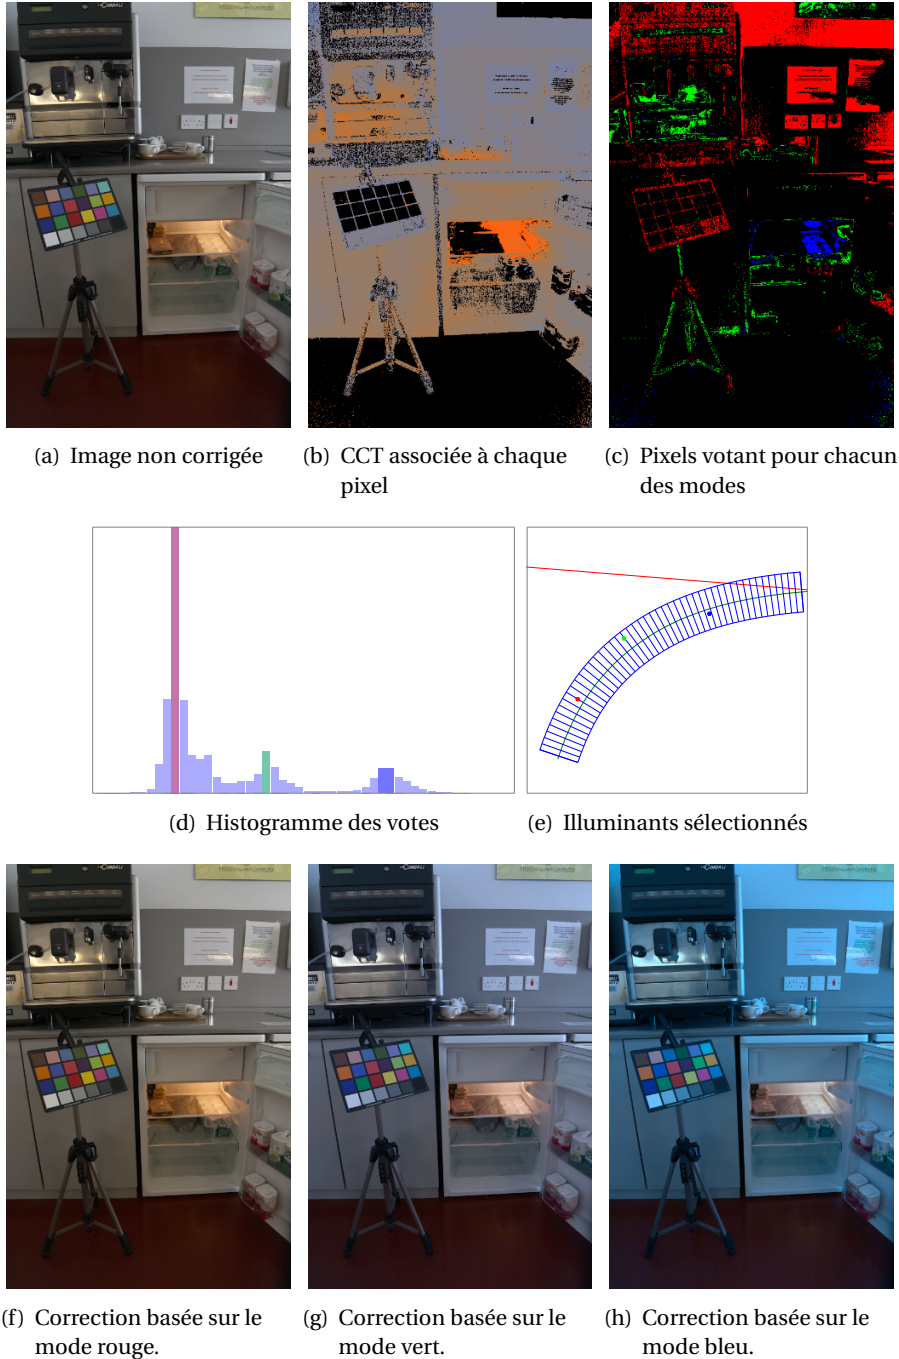 (a) Image non corrigée
(b) CCT associée à chaque
pixel
(c) Pixels votant pour chacun
des modes
(d) Histogramme des votes
(e) Illuminants sélectionnés
(f) Correction basée sur le
mode rouge.
(g) Correction basée sur le
mode vert.
(h) Correction basée sur le
mode bleu.